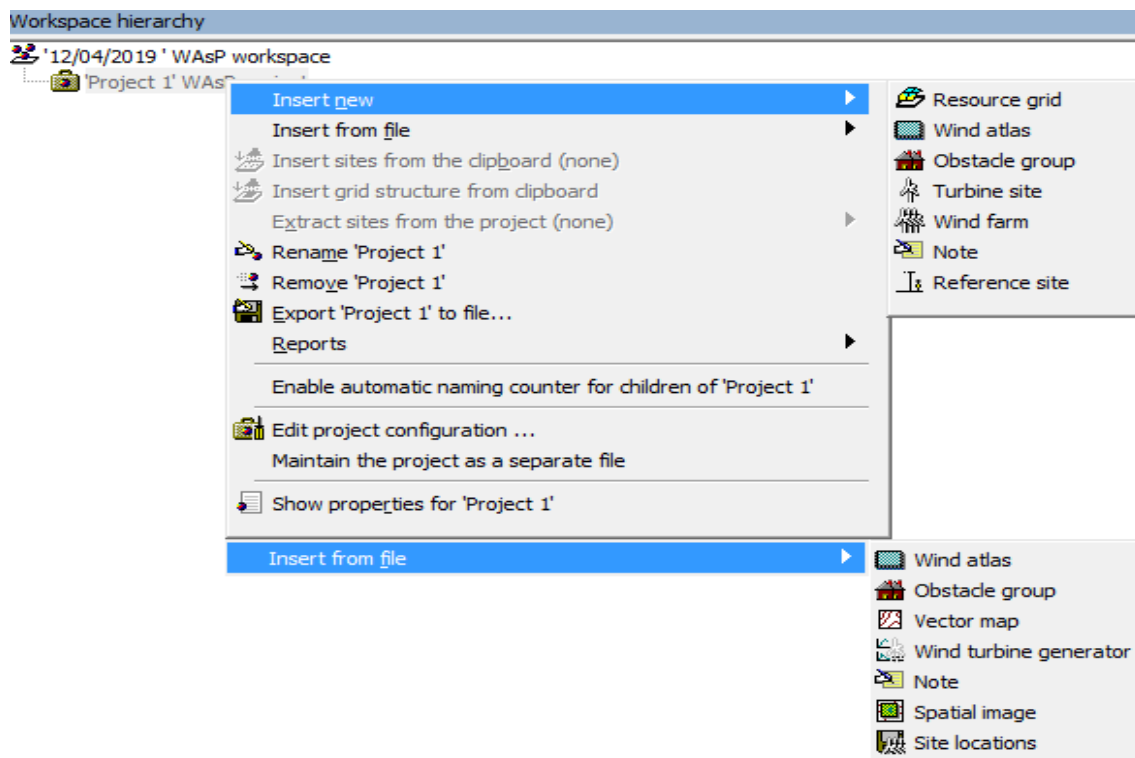 Workspace hierarchy
'12/04/2019 ' WAsP workspace
'Project 1' WAsP
Insert new
Insert from file
Insert sites from the clipboard (none)
Insert grid structure from clipboard
Extract sites from the project (none)
Rename 'Project 1'
Remove 'Project 1'
Export 'Project 1' to file...
Reports
Enable automatic naming counter for children of 'Project 1'
Edit project configuration ...
Maintain the project as a separate file
Show properties for 'Project 1'
Resource grid
Wind atlas
Obstacle group
Turbine site
Wind farm
Note
Reference site
Insert from file
Wind atlas
Obstacle group
Vector map
Wind turbine generator
Note
Spatial image
Site locations